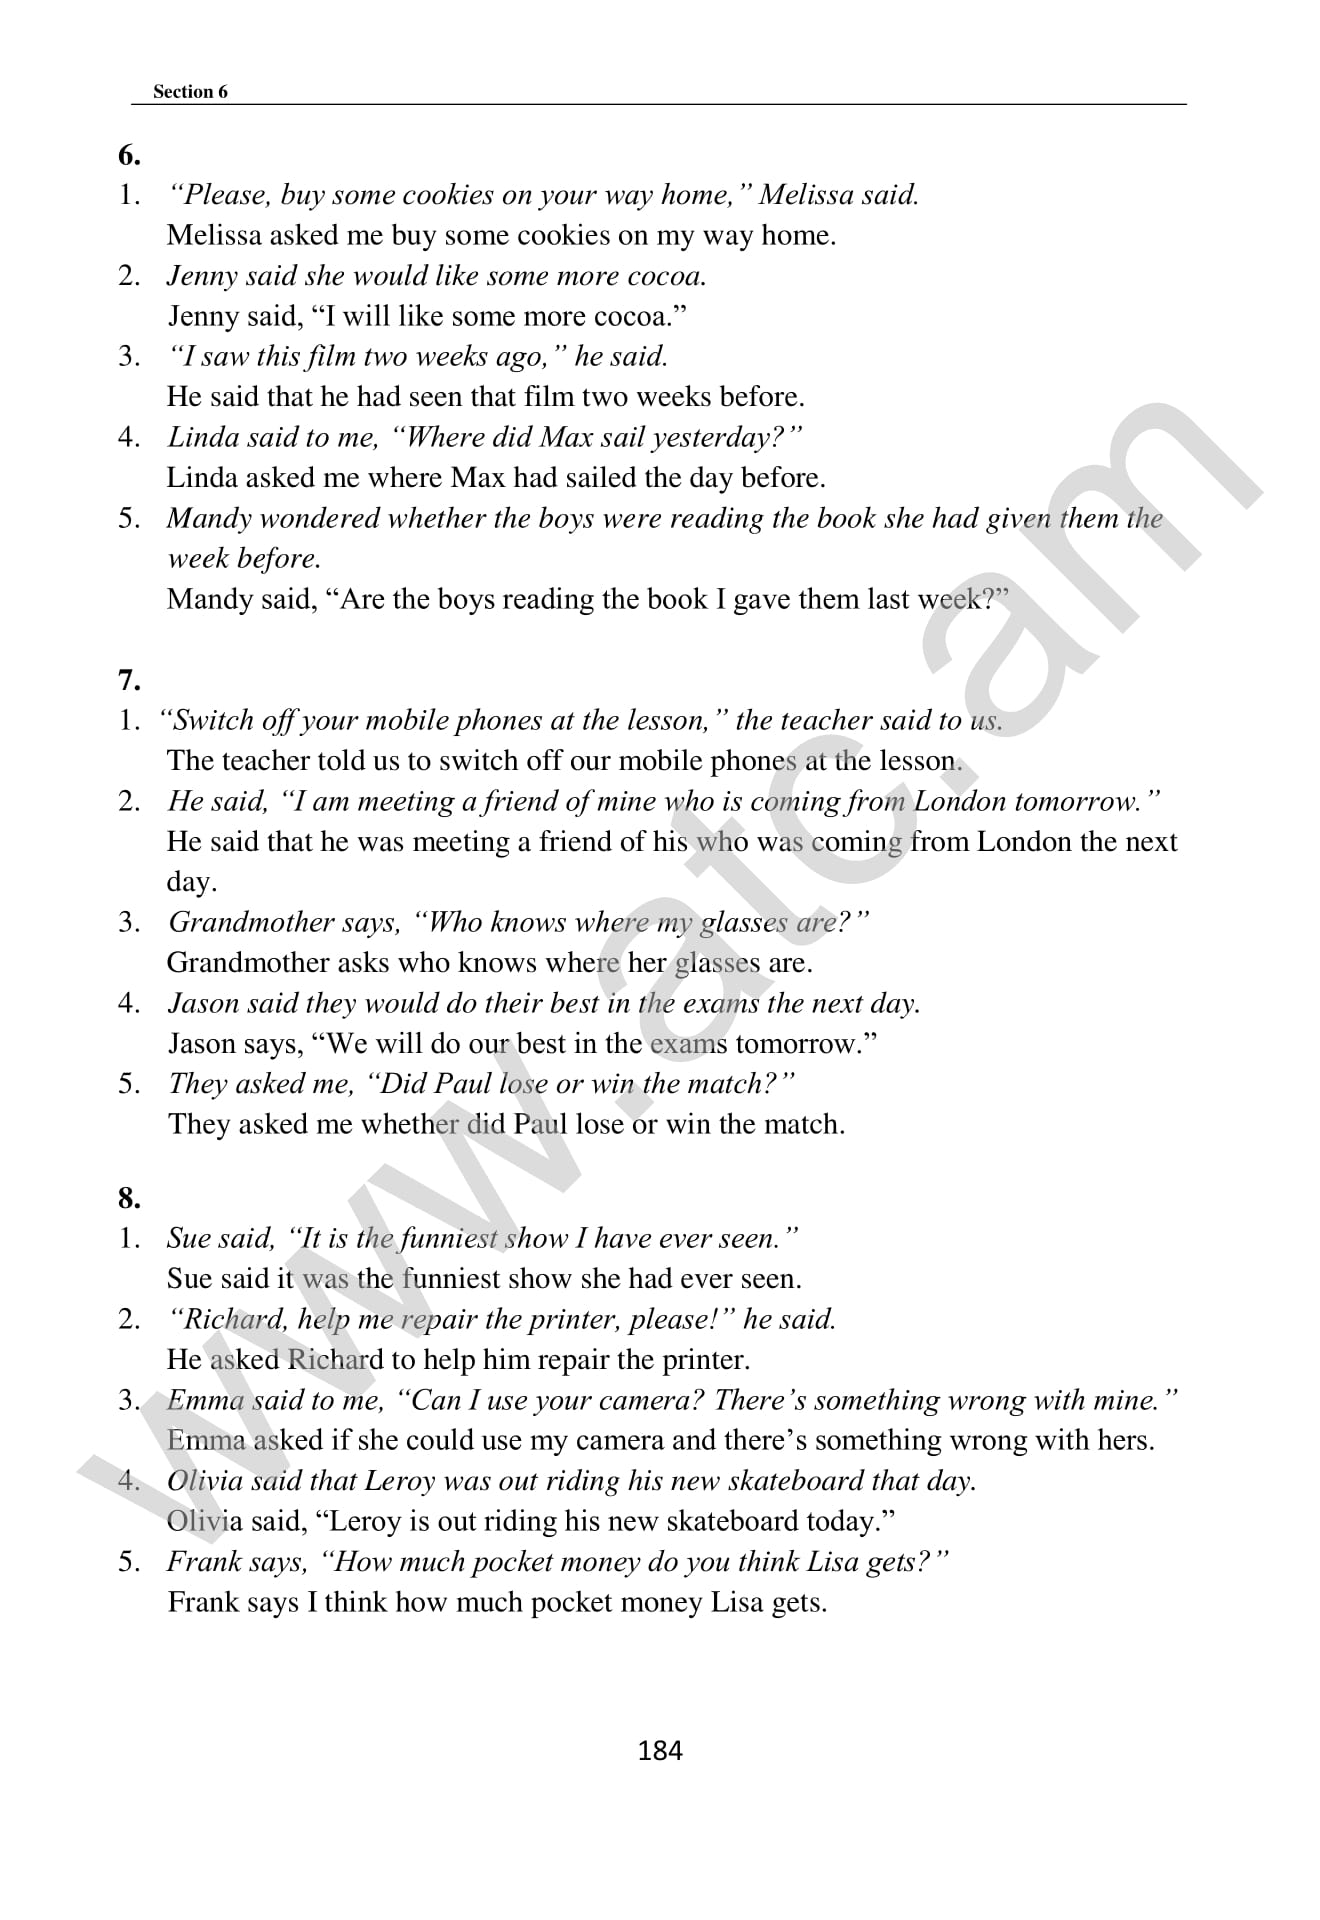 Section 6
6.
1. “Please, buy some cookies on your way home,” Melissa said.
Melissa asked me buy some cookies on my way home.
2. Jenny said she would like some more cocoa.
Jenny said, “I will like some more cocoa.”
3. “I saw this film two weeks ago,” he said.
He said that he had seen that film two weeks before.
4. Linda said to me, “Where did Max sail yesterday?”
Linda asked me where Max had sailed the day before.
5. Mandy wondered whether the boys were reading the book she had given them the
week before.
Mandy said, “Are the boys reading the book I gave them last week?”
7.
1. “Switch off your mobile phones at the lesson,” the teacher said to us.
The teacher told us to switch off our mobile phones at the lesson.
2. He said, “I am meeting a friend of mine who is coming from London tomorrow.”
He said that he was meeting a friend of his who was coming from London the next
day.
3. Grandmother says, “Who knows where my glasses are?”
Grandmother asks who knows where her glasses are.
4. Jason said they would do their best in the exams the next day.
Jason says, “We will do our best in the exams tomorrow.”
5. They asked me, “Did Paul lose or win the match?”
They asked me whether did Paul lose or win the match.
8.
1. Sue said, “It is the funniest show I have ever seen.”
Sue said it was the funniest show she had ever seen.
2. “Richard, help me repair the printer, please!” he said.
He asked Richard to help him repair the printer.
3. Emma said to me, “Can I use your camera? There’s something wrong with mine.”
Emma asked if she could use my camera and there’s something wrong with hers.
4. Olivia said that Leroy was out riding his new skateboard that day.
Olivia said, “Leroy is out riding his new skateboard today.”
5. Frank says, “How much pocket money do you think Lisa gets?”
Frank says I think how much pocket money Lisa gets.
184
www.atc.am